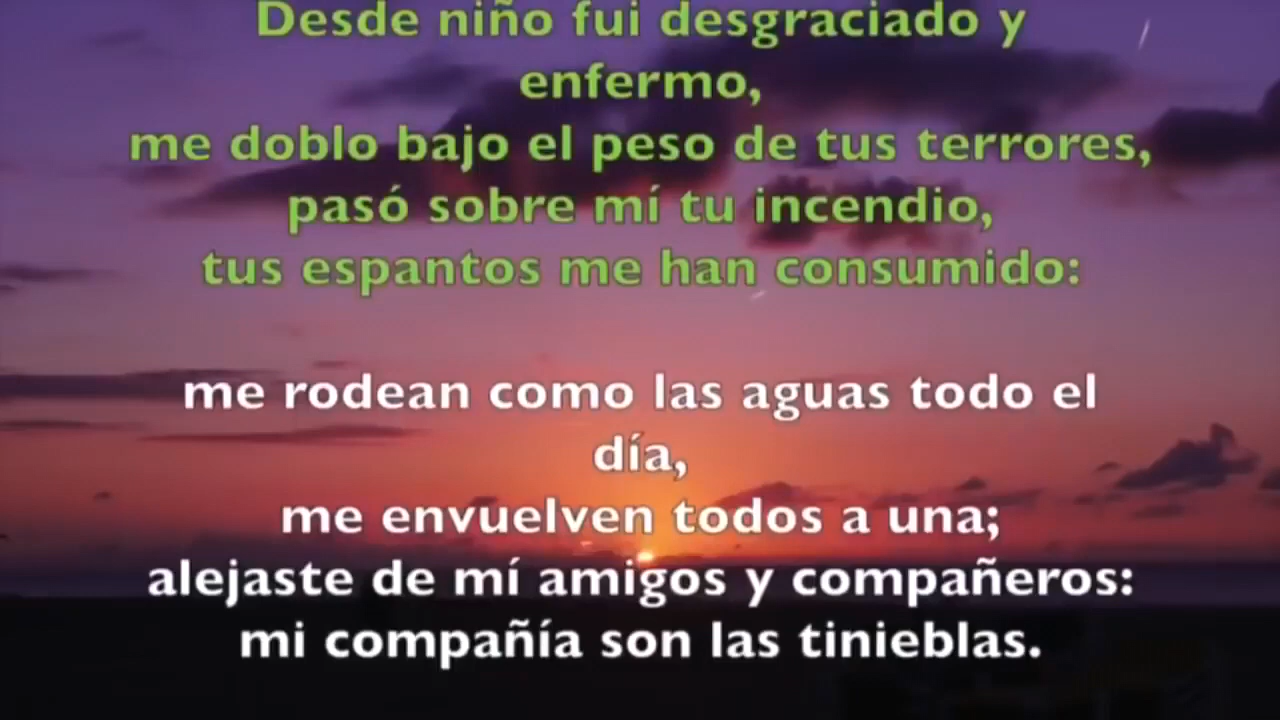 Desde niño fui desgraciado y
enfermo,
me doblo bajo el peso de tus terrores,
pasó sobre mí tu incendio,
tus espantos me han consumido:
me rodean como las aguas todo el
día,
me envuelven todos a una;
alejaste de mí amigos y compañeros:
mi compañía son las tinieblas.